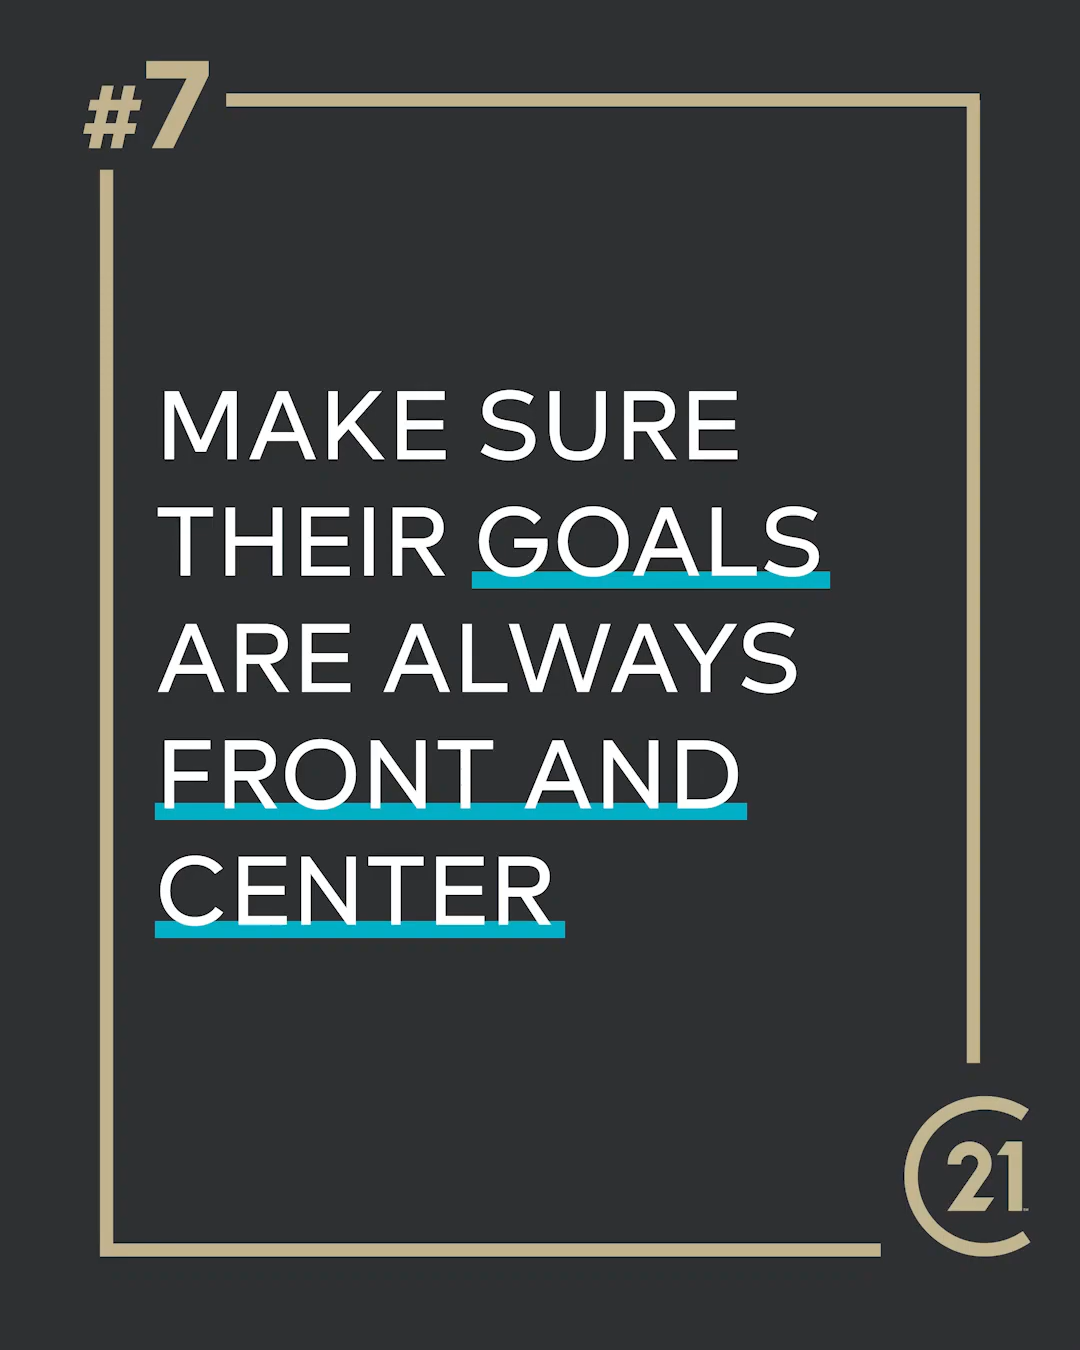 #7
MAKE SURE
THEIR GOALS
ARE ALWAYS
FRONT AND
CENTER
C21